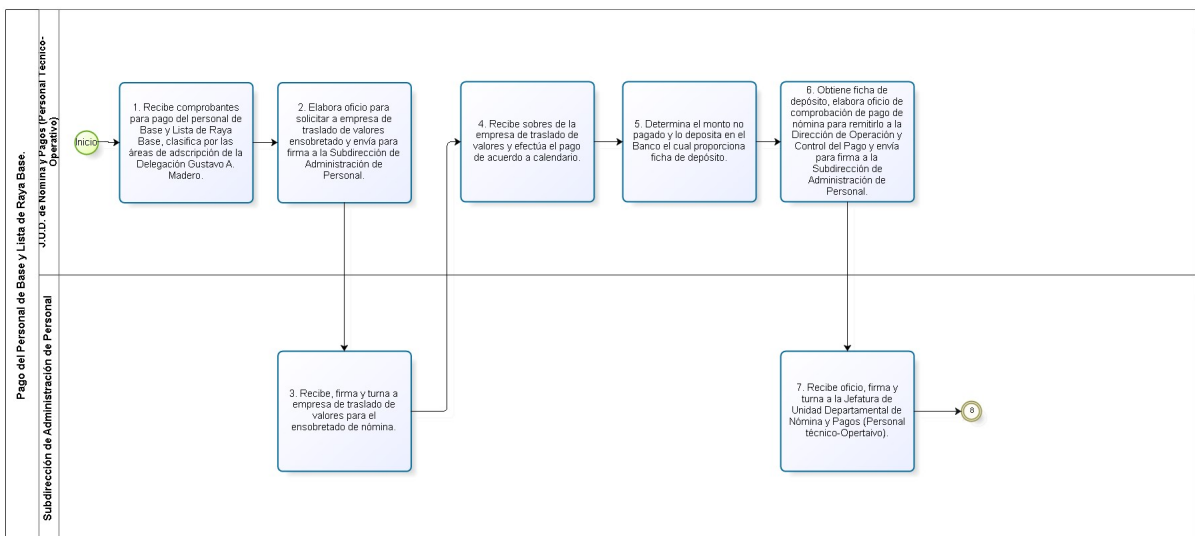 Pago del Personal de Base y Lista de Raya Base.
J.U.D. de Nómina y Pagos (Personal Técnico-
Operativo)
Inicio
1. Recibe comprobantes
para pago del personal de
Base y Lista de Raya
Base, clasifica por las
áreas de adscripción de la
Delegación Gustavo A.
Madero.
2. Elabora oficio para
solicitar a empresa de
traslado de valores
ensobretado y envía para
firma a la Subdirección de
Administración de
Personal.
4. Recibe sobres de la
empresa de traslado de
valores y efectúa el pago
de acuerdo a calendario.
5. Determina el monto no
pagado y lo deposita en el
Banco el cual proporciona
ficha de depósito.
6. Obtiene ficha de
depósito, elabora oficio de
comprobación de pago de
nómina para remitirlo a la
Dirección de Operación y
Control del Pago y envía
para firma a la
Subdirección de
Administración de
Personal.
Subdirección de Administración de Personal
3. Recibe, firma y turna a
empresa de traslado de
valores para el
ensobretado de nómina.
7. Recibe oficio, firma y
turna a la Jefatura de
Unidad Departamental de
Nómina y Pagos (Personal
técnico-Opertaivo).
8